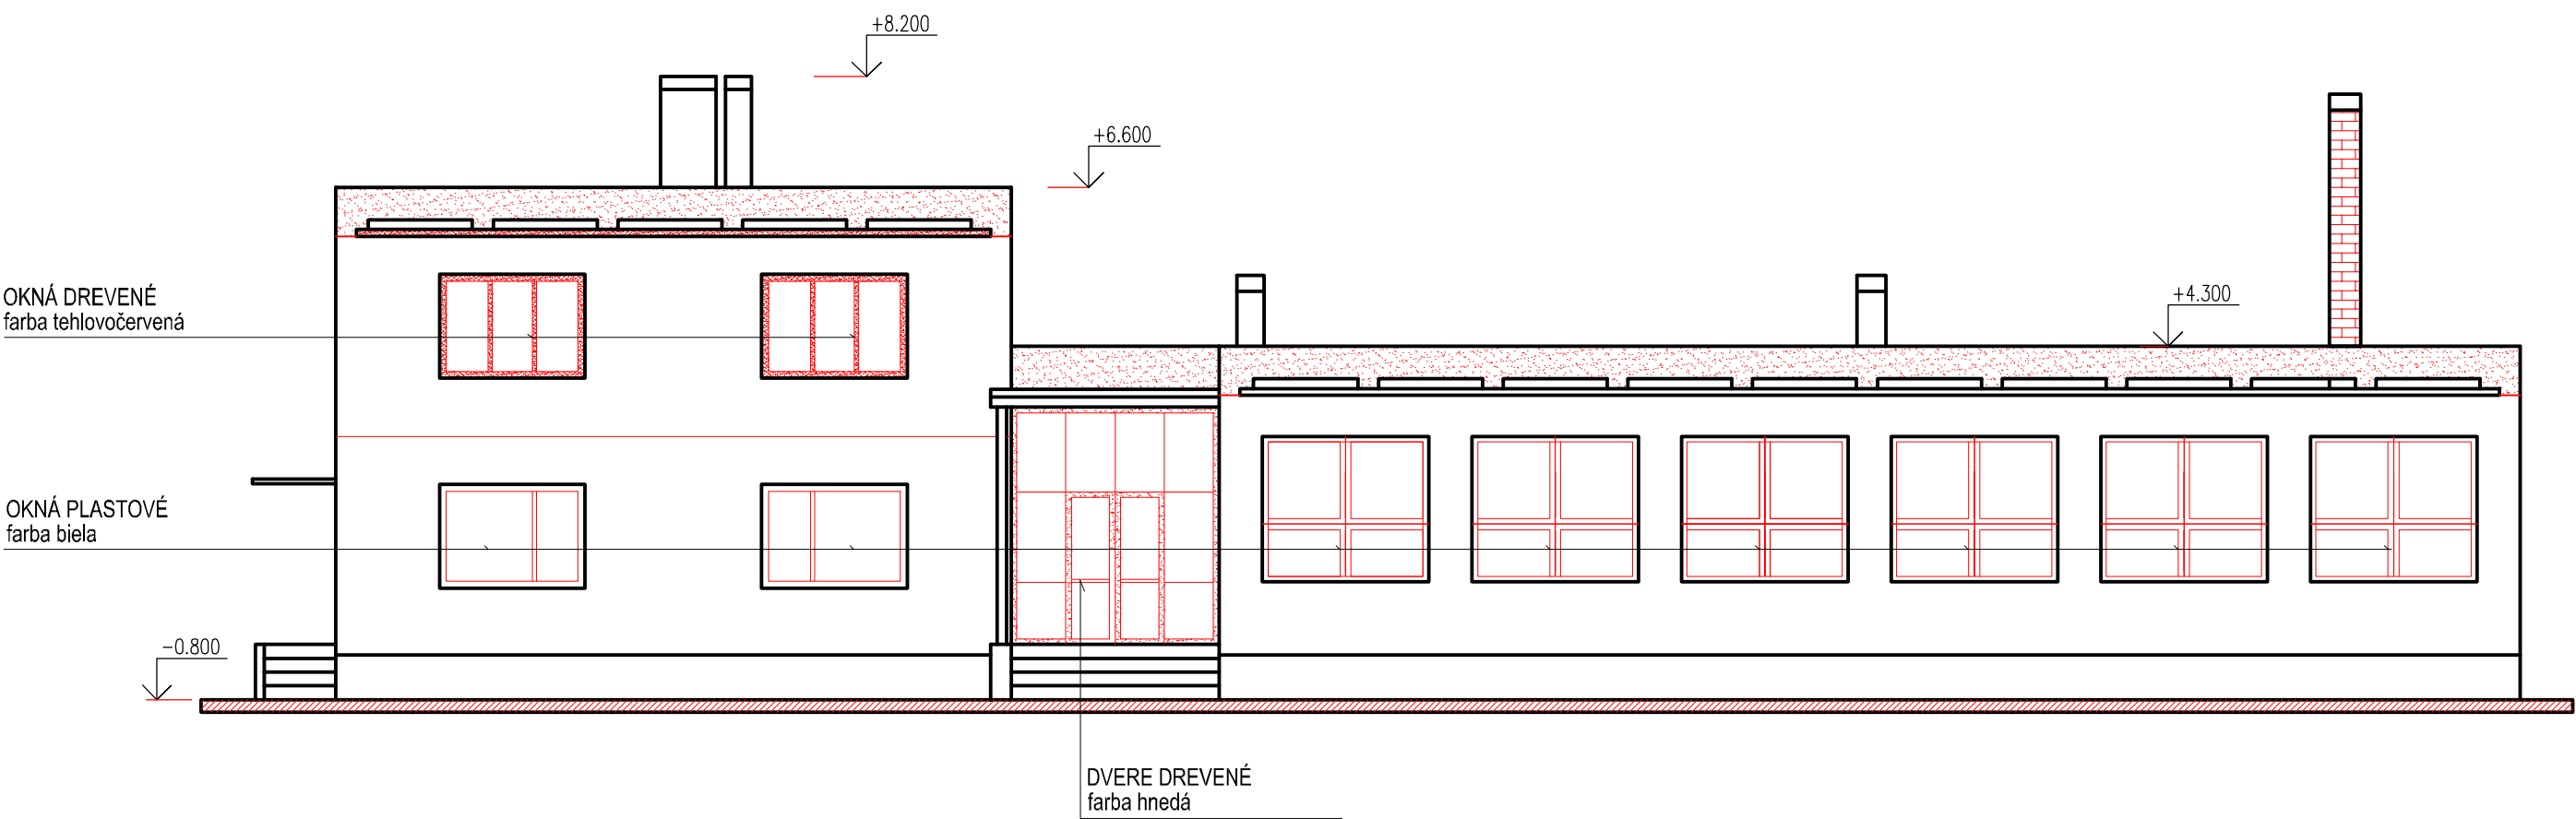 +8.200
+6.600
OKNÁ DREVENÉ
farba tehlovočervená
+4.300
OKNÁ PLASTOVÉ
farba biela
-0.800
DVERE DREVENÉ
farba hnedá